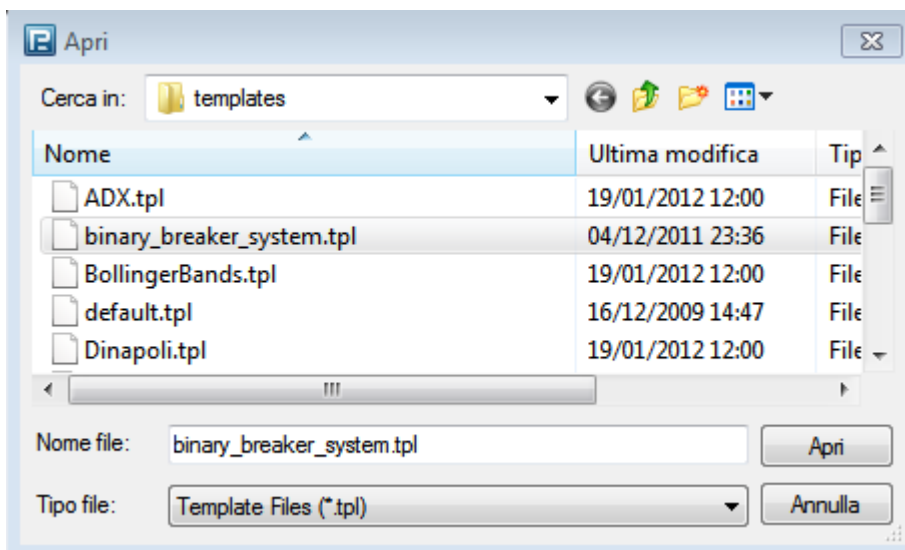 Apri
Cerca in: templates
Nome Ultima modifica Tip
ADX.tpl 19/01/2012 12:00 File
binary_breaker_system.tpl 04/12/2011 23:36 File
BollingerBands.tpl 19/01/2012 12:00 File
default.tpl 16/12/2009 14:47 File
Dinapoli.tpl 19/01/2012 12:00 File
Nome file: binary_breaker_system.tpl Apri
Tipo file: Template Files (*.tpl) Annulla